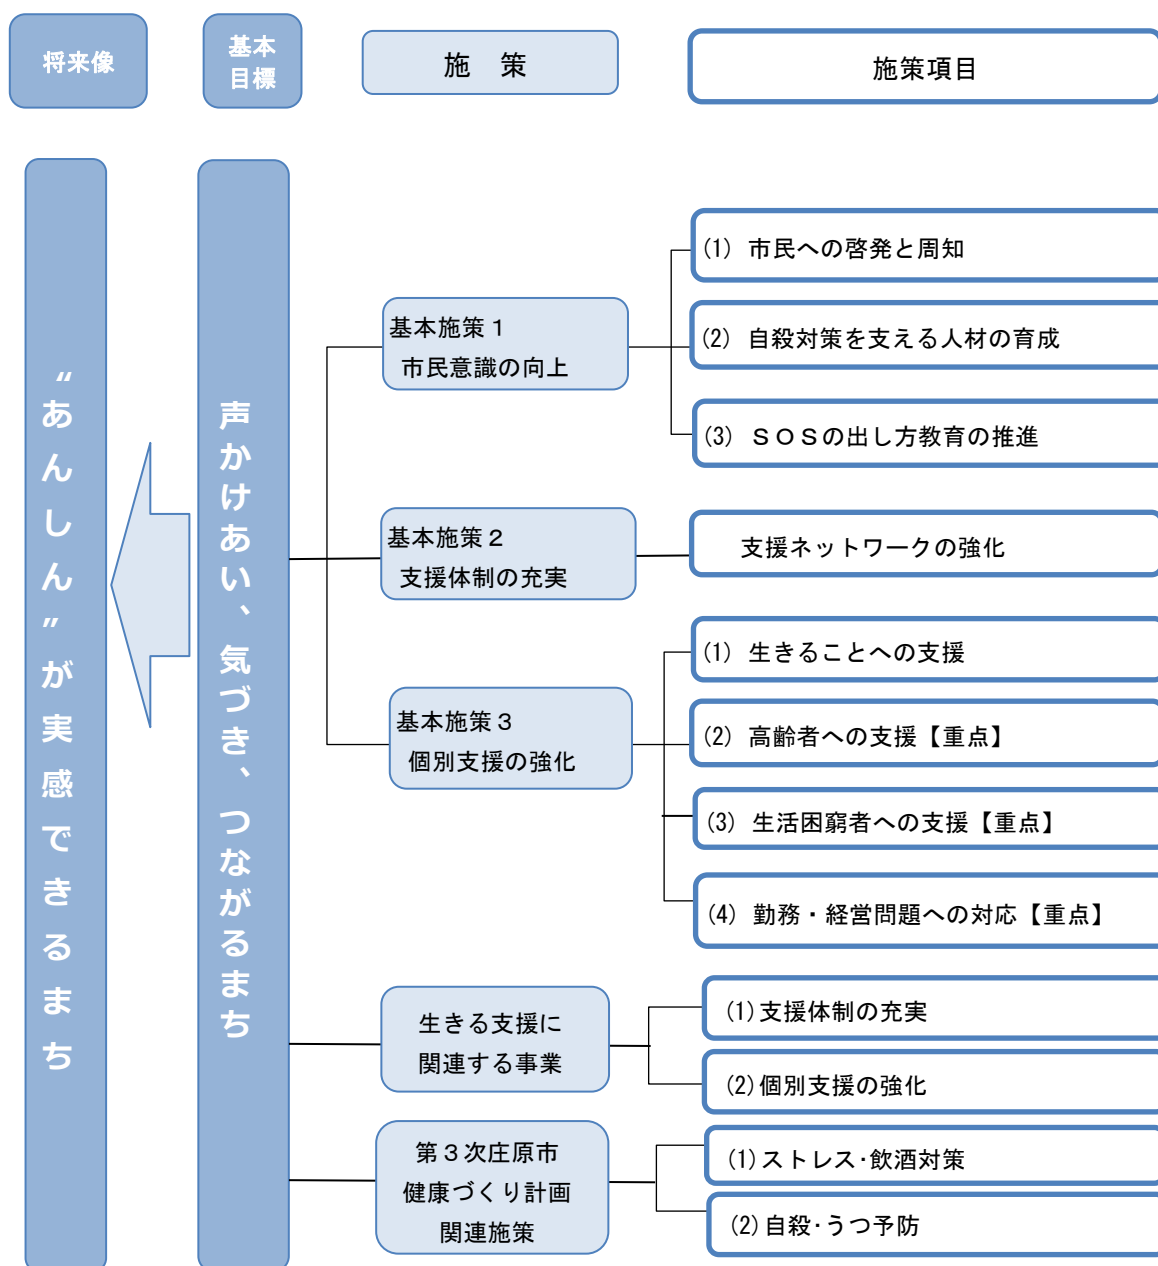 将来像
基本
目標
施　策
施策項目
“あんしん”が実感できるまち
声かけあい、気づき、つながるまち
基本施策１
市民意識の向上
(1) 市民への啓発と周知
(2) 自殺対策を支える人材の育成
(3) ＳＯＳの出し方教育の推進
基本施策２
支援体制の充実
支援ネットワークの強化
基本施策３
個別支援の強化
(1) 生きることへの支援
(2) 高齢者への支援【重点】
(3) 生活困窮者への支援【重点】
(4) 勤務・経営問題への対応【重点】
生きる支援に
関連する事業
(1)支援体制の充実
(2)個別支援の強化
第３次庄原市
健康づくり計画
関連施策
(1)ストレス・飲酒対策
(2)自殺・うつ予防